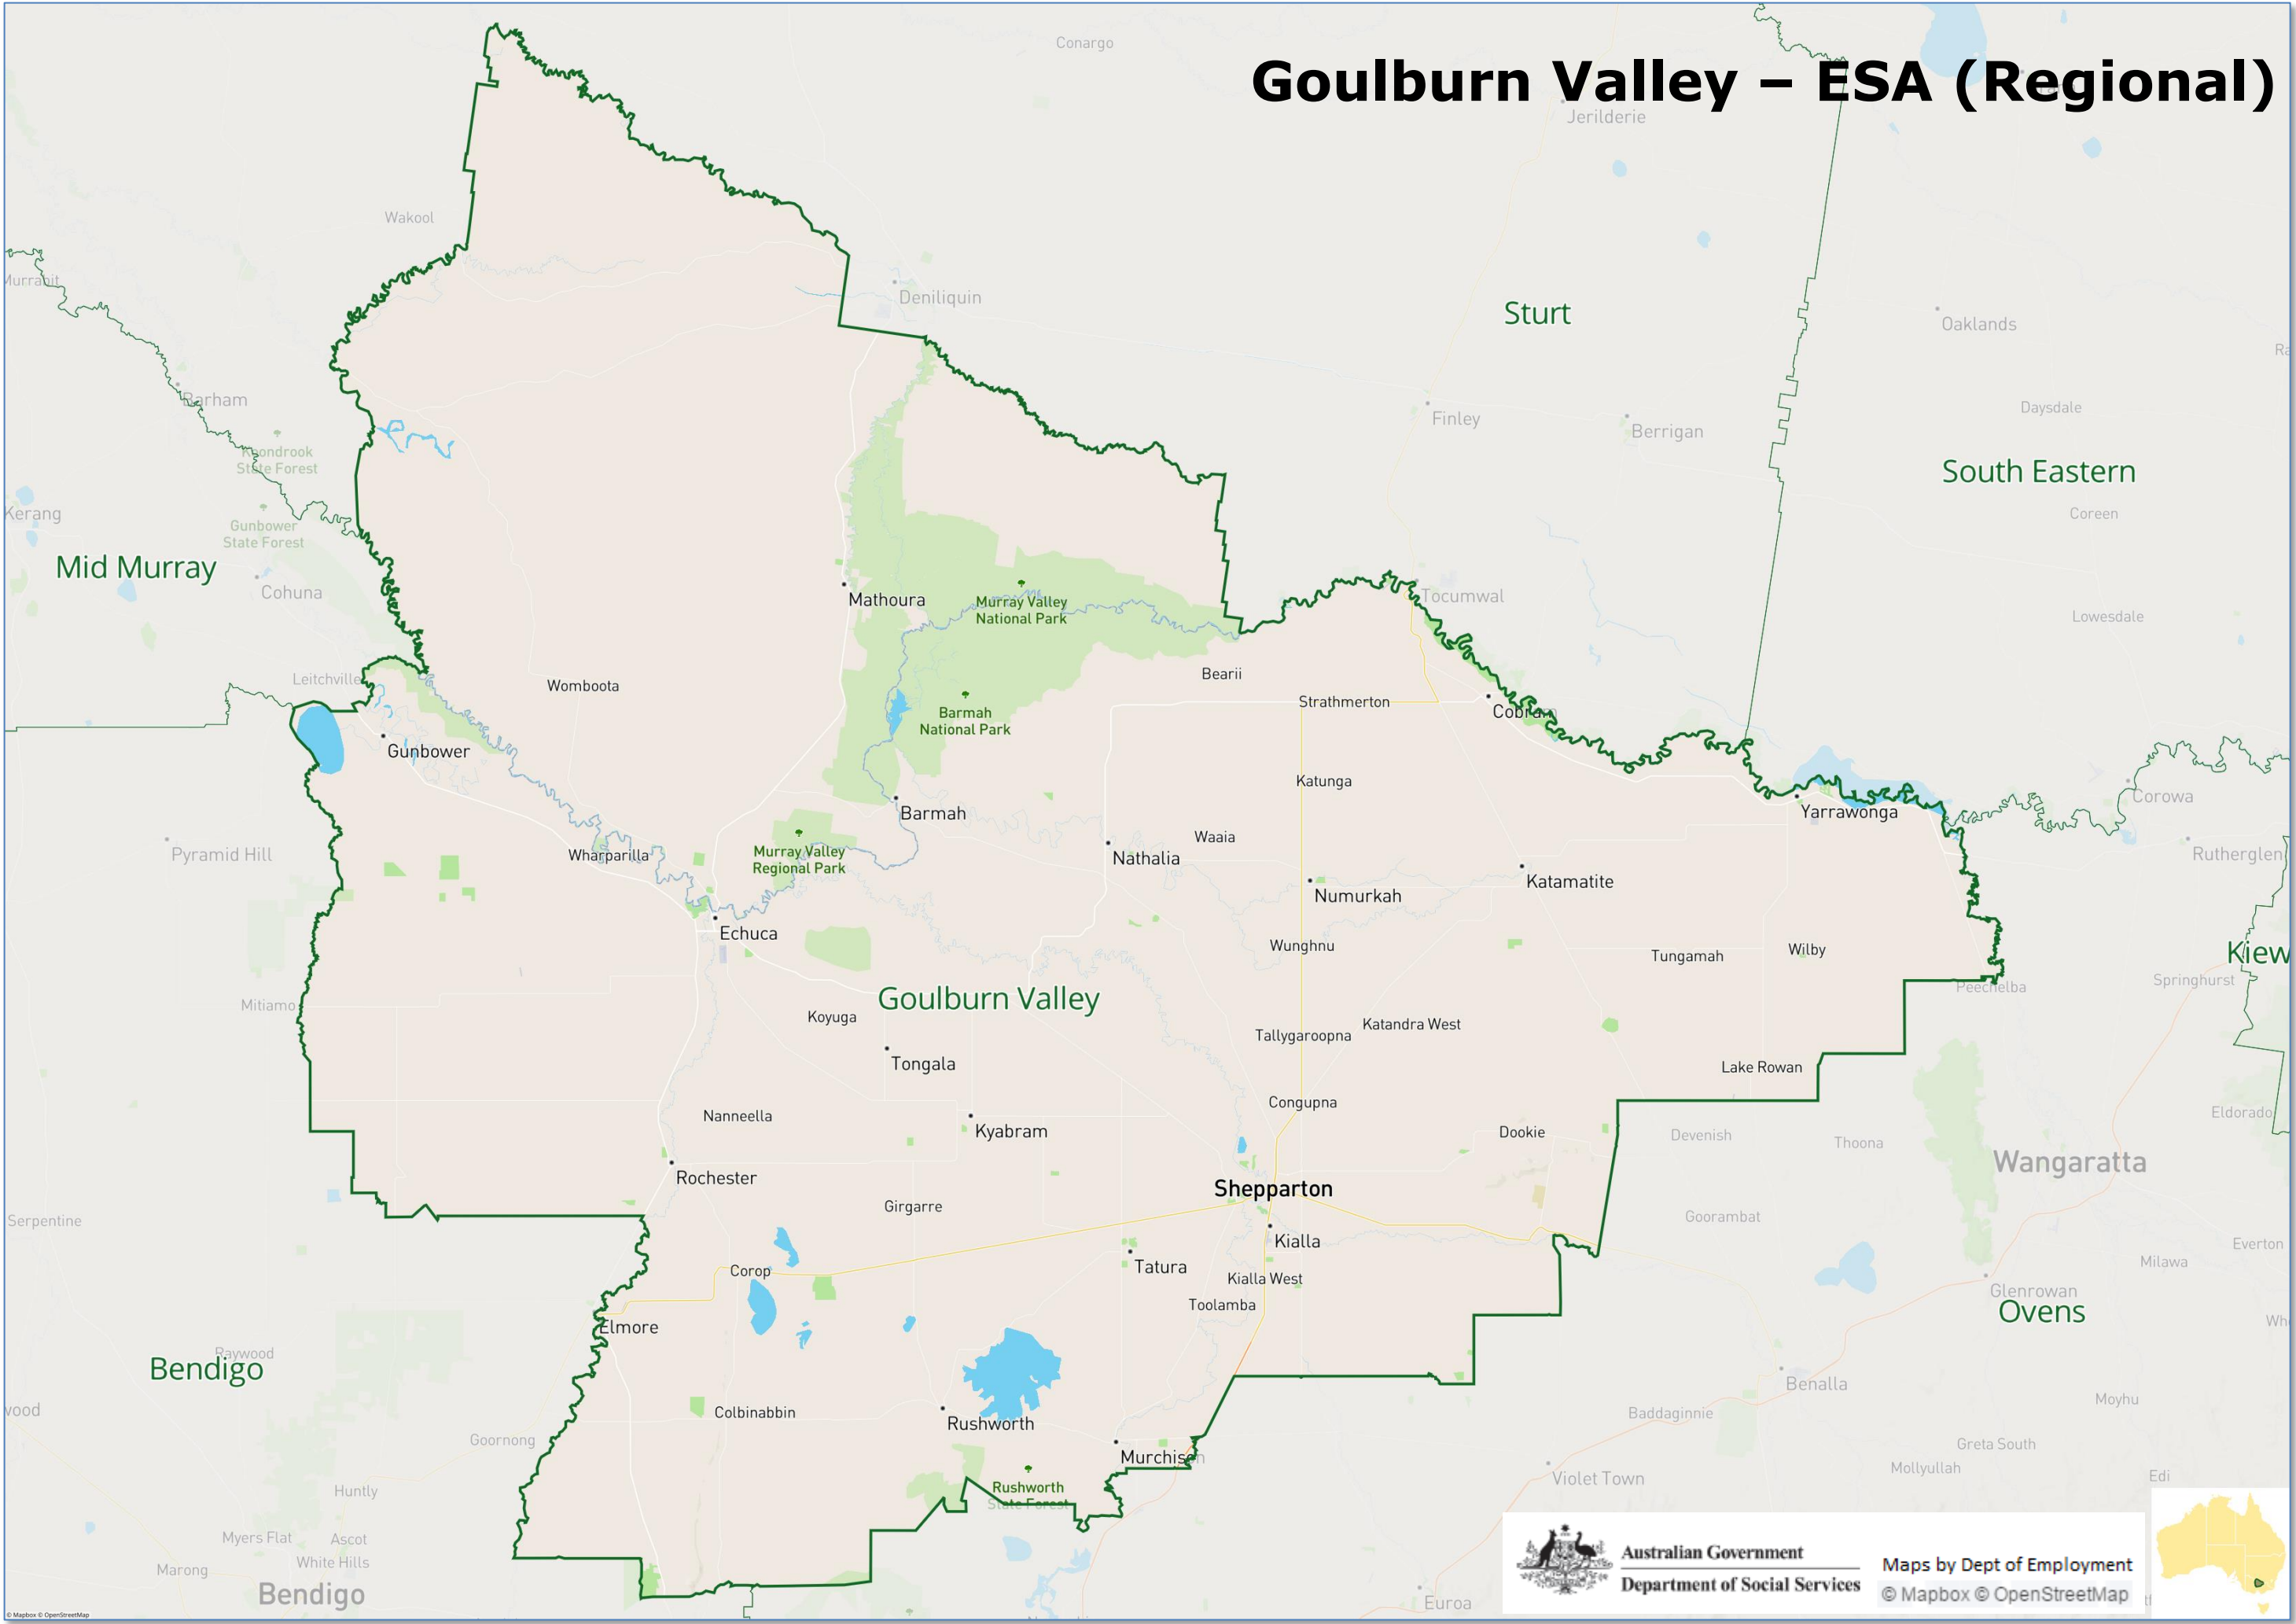 Goulburn Valley – ESA (Regional)
Conargo
Jerilderie
Wakool
Murrabit
Deniliquin
Sturt
Oaklands
Barham
Finley
Berrigan
Daysdale
Koondrook
State Forest
South Eastern
Kerang
Gunbower
State Forest
Coreen
Mid Murray
Cohuna
Mathoura
Murray Valley
National Park
Tocumwal
Lowesdale
Leitchville
Womboota
Bearii
Strathmerton
Cobram
Barmah
National Park
Gunbower
Katunga
Corowa
Barmah
Yarrawonga
Pyramid Hill
Wharparilla
Murray Valley
Regional Park
Nathalia
Waaia
Rutherglen
Katamatite
Numurkah
Echuca
Wunghnu
Tungamah
Wilby
Kiew
Springhurst
Peechelba
Mitiamo
Goulburn Valley
Koyuga
Tallygaroopna
Katandra West
Tongala
Lake Rowan
Nanneella
Congupna
Eldorado
Kyabram
Dookie
Devenish
Thoona
Wangaratta
Rochester
Shepparton
Girgarre
Serpentine
Goorambat
Kialla
Everton
Tatura
Corop
Kialla West
Milawa
Glenrowan
Toolamba
Ovens
Elmore
Raywood
Bendigo
Benalla
Moyhu
wood
Colbinabbin
Rushworth
Baddaginnie
Goornong
Greta South
Murchison
Mollyullah
Violet Town
Edi
Huntly
Rushworth
State Forest
Myers Flat
Ascot
White Hills
Marong
Bendigo
Euroa
Australian Government
Department of Social Services
Maps by Dept of Employment
© Mapbox © OpenStreetMap
© Mapbox © OpenStreetMap